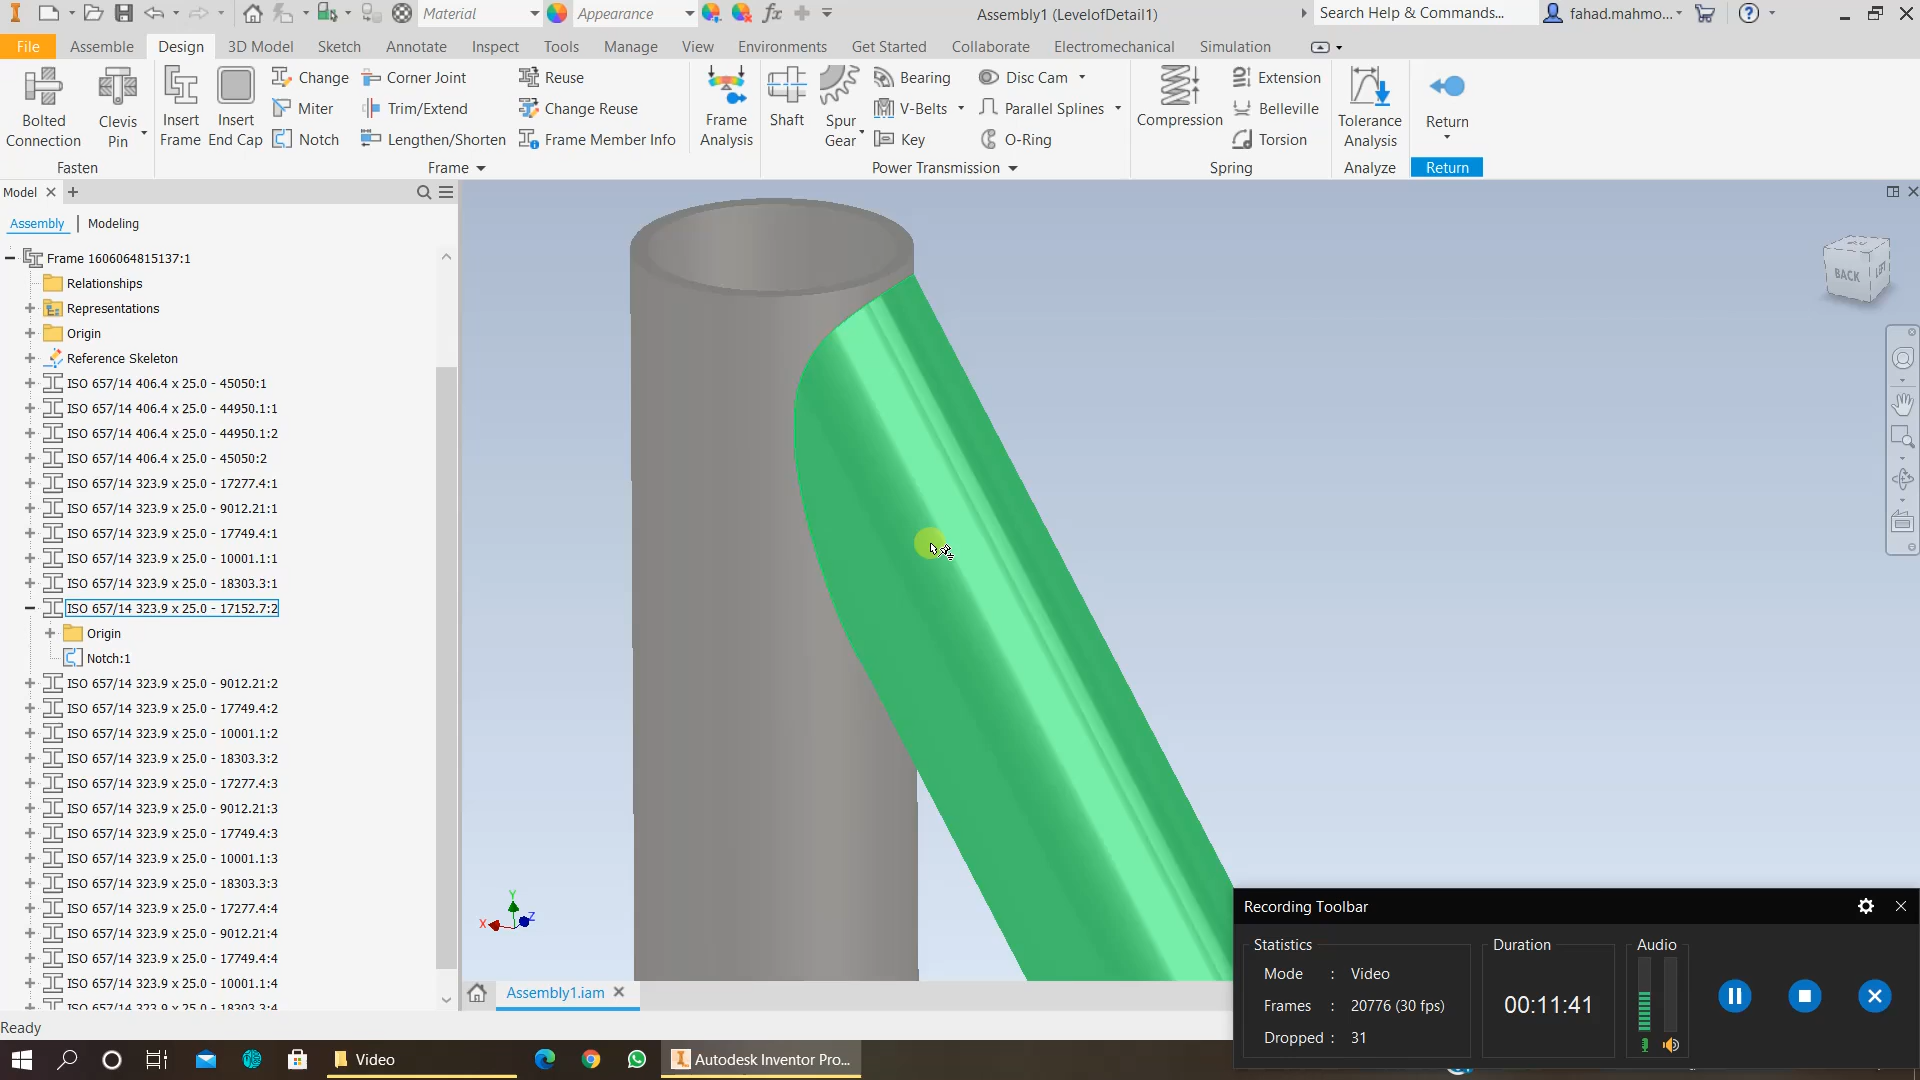 Material
Appearance
Assembly1 (LevelofDetail1)
Search Help & Commands...
fahad.mahmo...
File
Assemble
Design
3D Model
Sketch
Annotate
Inspect
Tools
Manage
View
Environments
Get Started
Collaborate
Electromechanical
Simulation
Bolted Connection
Clevis Pin
Insert Frame
Insert End Cap
Change
Miter
Notch
Corner Joint
Trim/Extend
Lengthen/Shorten
Reuse
Change Reuse
Frame Member Info
Frame Analysis
Shaft
Spur Gear
Bearing
V-Belts
Key
Disc Cam
Parallel Splines
O-Ring
Compression
Extension
Belleville
Torsion
Tolerance Analysis
Return
Fasten
Frame
Power Transmission
Spring
Analyze
Return
Model
Assembly
Modeling
Frame 1606064815137:1
Relationships
Representations
Origin
Reference Skeleton
ISO 657/14 406.4 x 25.0 - 45050:1
ISO 657/14 406.4 x 25.0 - 44950.1:1
ISO 657/14 406.4 x 25.0 - 44950.1:2
ISO 657/14 406.4 x 25.0 - 45050:2
ISO 657/14 323.9 x 25.0 - 17277.4:1
ISO 657/14 323.9 x 25.0 - 9012.21:1
ISO 657/14 323.9 x 25.0 - 17749.4:1
ISO 657/14 323.9 x 25.0 - 10001.1:1
ISO 657/14 323.9 x 25.0 - 18303.3:1
ISO 657/14 323.9 x 25.0 - 17152.7:2
Origin
Notch:1
ISO 657/14 323.9 x 25.0 - 9012.21:2
ISO 657/14 323.9 x 25.0 - 17749.4:2
ISO 657/14 323.9 x 25.0 - 10001.1:2
ISO 657/14 323.9 x 25.0 - 18303.3:2
ISO 657/14 323.9 x 25.0 - 17277.4:3
ISO 657/14 323.9 x 25.0 - 9012.21:3
ISO 657/14 323.9 x 25.0 - 17749.4:3
ISO 657/14 323.9 x 25.0 - 10001.1:3
ISO 657/14 323.9 x 25.0 - 18303.3:3
ISO 657/14 323.9 x 25.0 - 17277.4:4
ISO 657/14 323.9 x 25.0 - 9012.21:4
ISO 657/14 323.9 x 25.0 - 17749.4:4
ISO 657/14 323.9 x 25.0 - 10001.1:4
ISO 657/14 323.9 x 25.0 - 18303.3:4
BACK
Y
X
Z
Assembly1.iam
Ready
Recording Toolbar
Statistics
Mode : Video
Frames : 20776 (30 fps)
Dropped : 31
Duration
00:11:41
Audio
Video
Autodesk Inventor Pro...